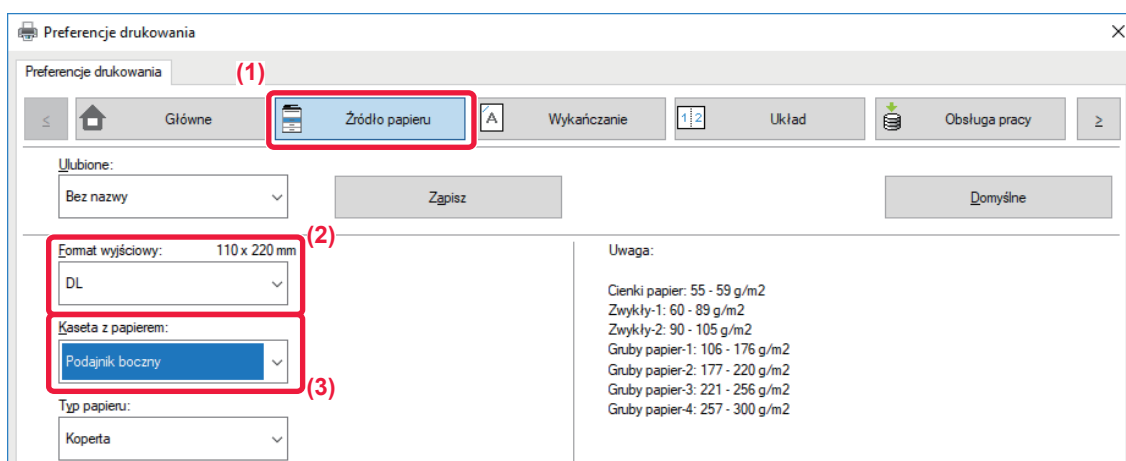 Preferencje drukowania
Preferencje drukowania
(1)
≤ Główne Źródło papieru A Wykańczanie 1 2 Układ Obsługa pracy ≥
Ulubione:
Bez nazwy Zapisz Domyślne
(2)
Format wyjściowy: 110 x 220 mm
DL
Kaseta z papierem:
Podajnik boczny
(3)
Typ papieru:
Koperta
Uwaga:
Cienki papier: 55 - 59 g/m2
Zwykły-1: 60 - 89 g/m2
Zwykły-2: 90 - 105 g/m2
Gruby papier-1: 106 - 176 g/m2
Gruby papier-2: 177 - 220 g/m2
Gruby papier-3: 221 - 256 g/m2
Gruby papier-4: 257 - 300 g/m2